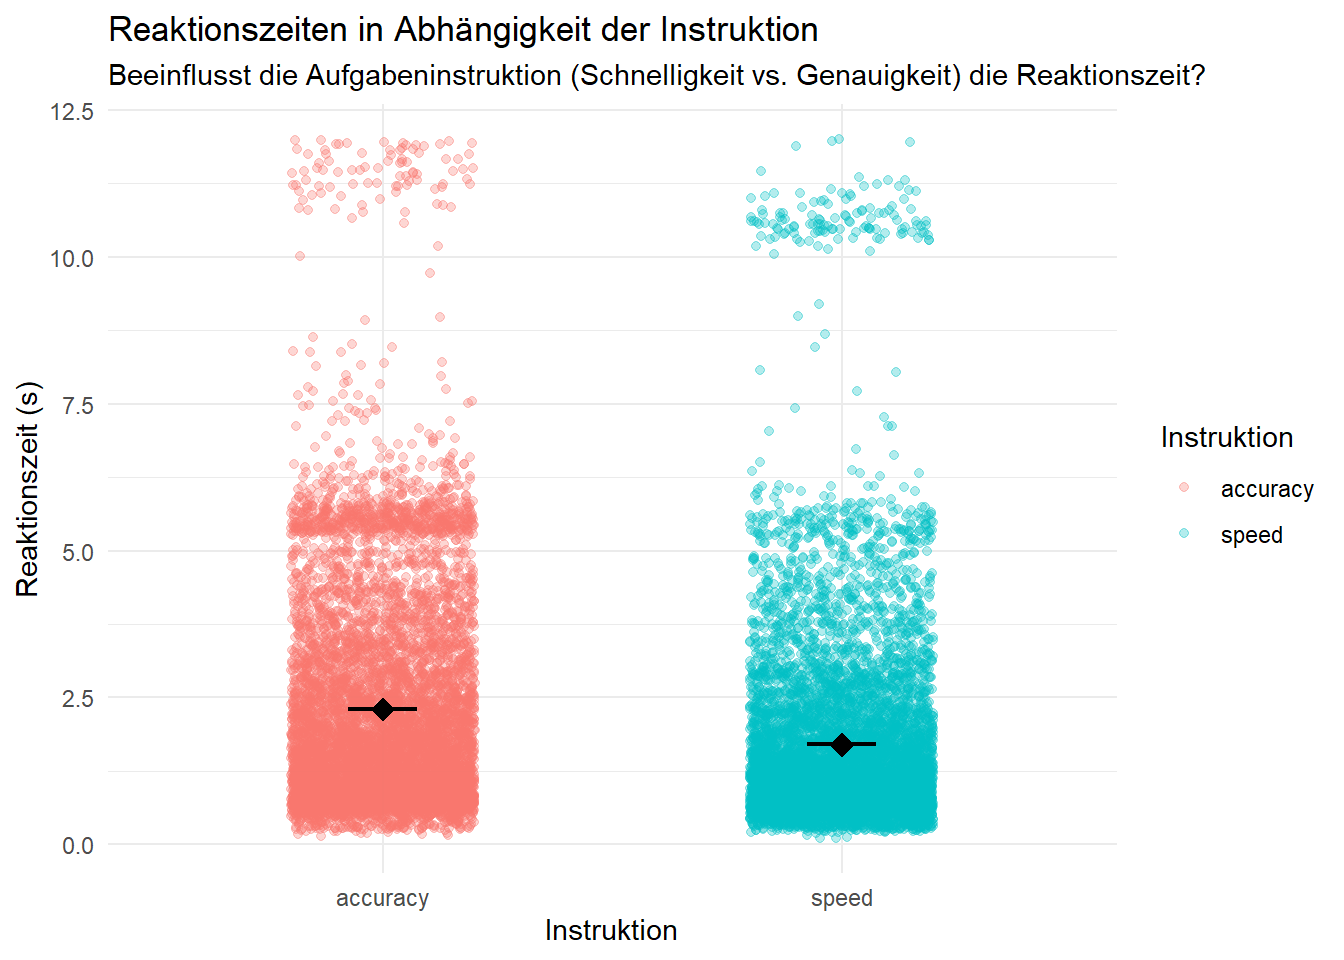 Reaktionszeiten in Abhängigkeit der Instruktion
Beeinflusst die Aufgabeninstruktion (Schnelligkeit vs. Genauigkeit) die Reaktionszeit?
12.5
10.0
7.5
5.0
2.5
0.0
Reaktionszeit (s)
accuracy
speed
Instruktion
Instruktion
accuracy
speed